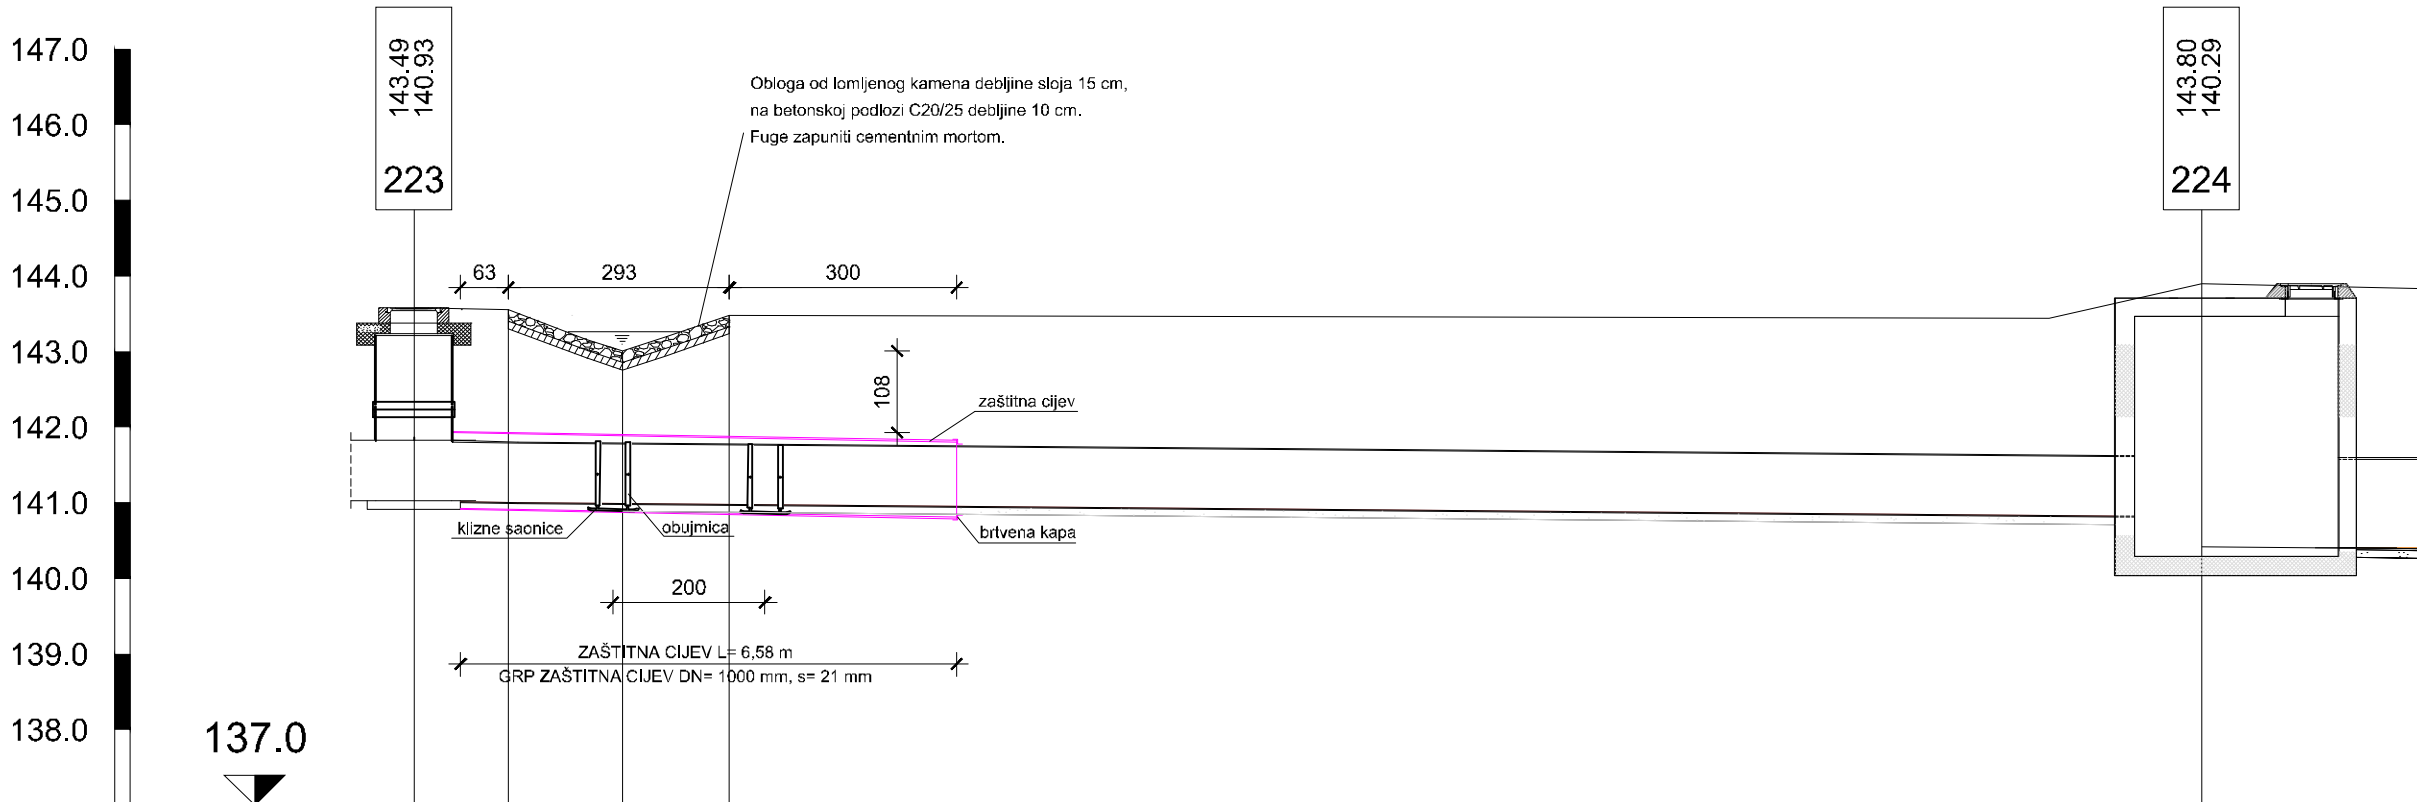 147.0
146.0
145.0
144.0
143.0
142.0
141.0
140.0
139.0
138.0
137.0
143.49
140.93
223
Obloga od lomljenog kamena debljine sloja 15 cm,
na betonskoj podlozi C20/25 debljine 10 cm.
Fuge zapuniti cementnim mortom.
143.80
140.29
224
63
293
300
108
zaštitna cijev
klizne saonice
obujmica
brtvena kapa
200
ZAŠTITNA CIJEV L= 6,58 m
GRP ZAŠTITNA CIJEV DN= 1000 mm, s= 21 mm